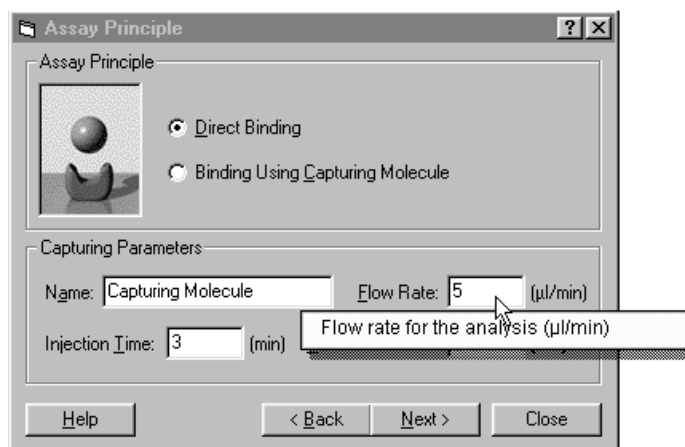 Assay Principle
Assay Principle
Direct Binding
Binding Using Capturing Molecule
Capturing Parameters
Name: Capturing Molecule Flow Rate: 5 (µl/min)
Flow rate for the analysis (µl/min)
Injection Time: 3 (min)
Help < Back Next > Close